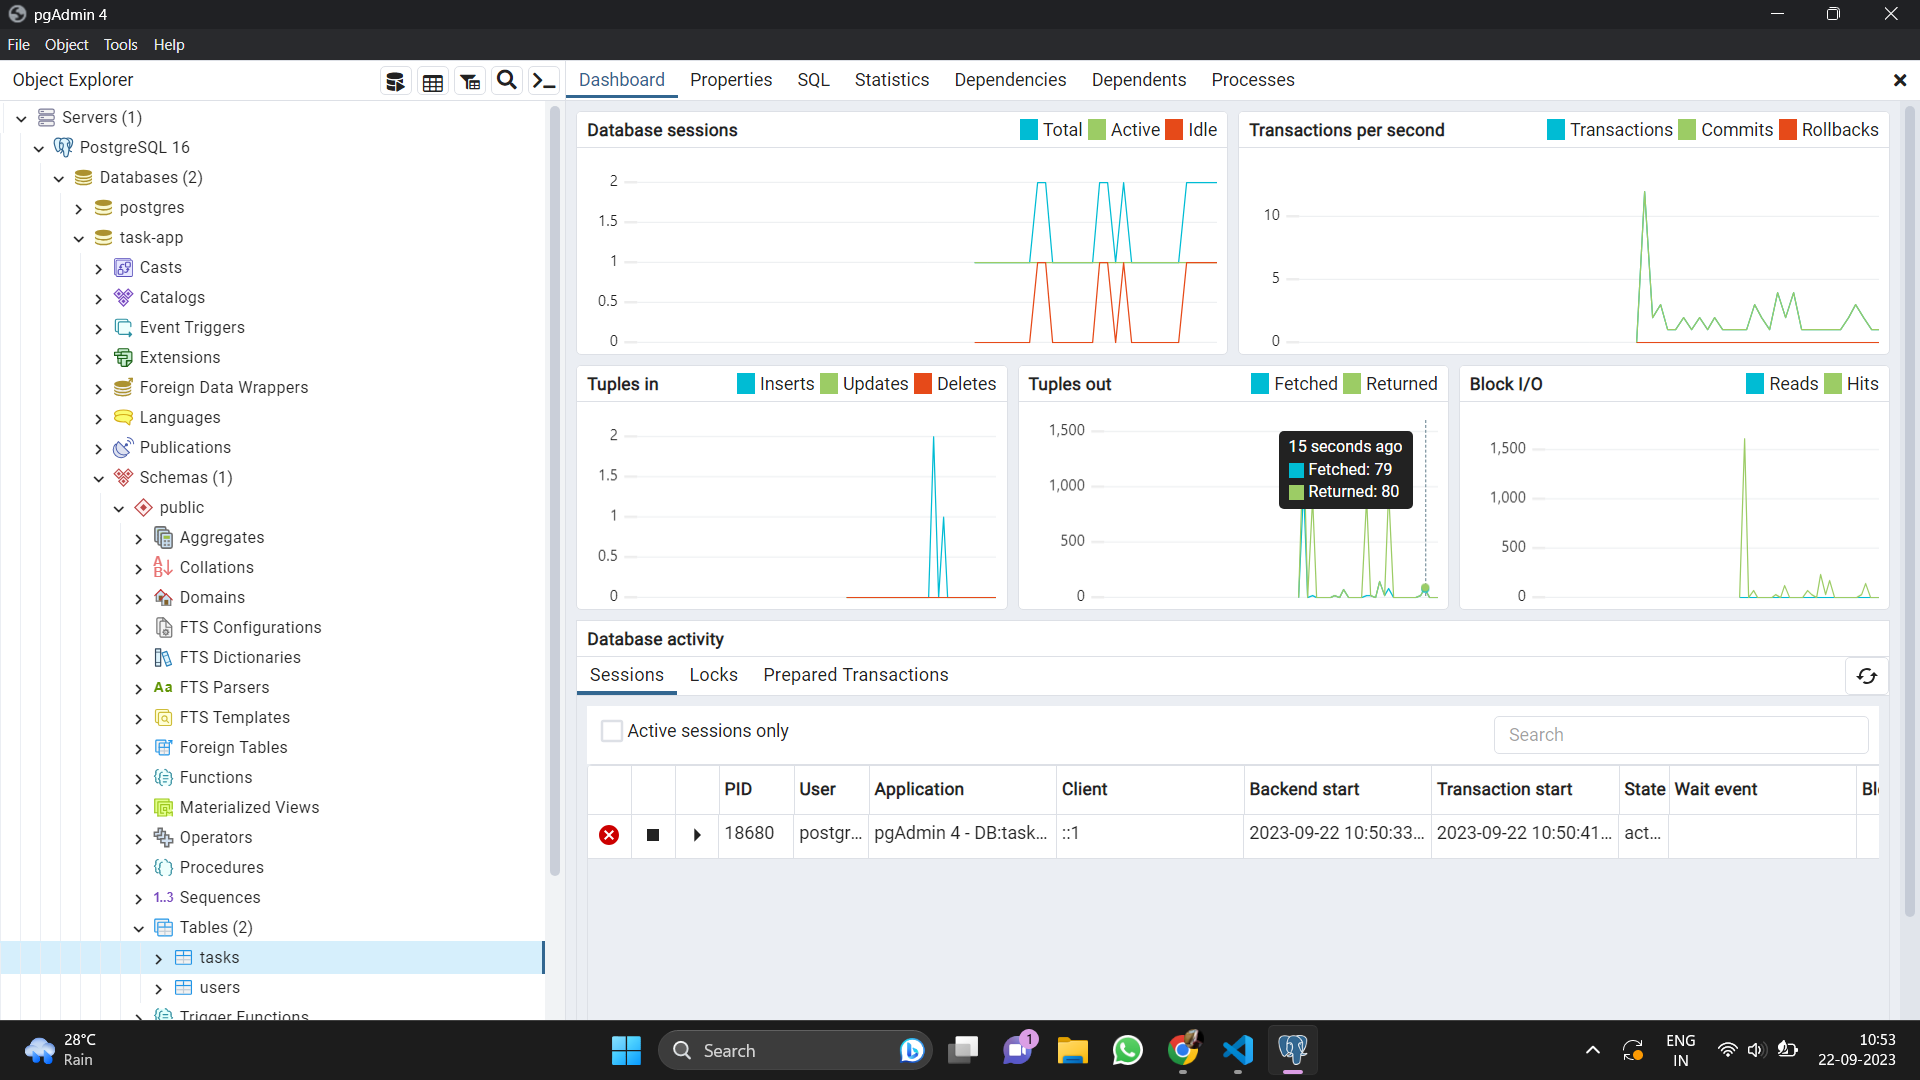 pgAdmin 4
File Object Tools Help
Object Explorer
Servers (1)
PostgreSQL 16
Databases (2)
postgres
task-app
Casts
Catalogs
Event Triggers
Extensions
Foreign Data Wrappers
Languages
Publications
Schemas (1)
public
Aggregates
Collations
Domains
FTS Configurations
FTS Dictionaries
Aa FTS Parsers
FTS Templates
Foreign Tables
Functions
Materialized Views
Operators
Procedures
1..3 Sequences
Tables (2)
tasks
users
Trigger Functions
Dashboard Properties SQL Statistics Dependencies Dependents Processes
Database sessions Total Active Idle
2
1.5
1
0.5
0
Transactions per second Transactions Commits Rollbacks
10
5
0
Tuples in Inserts Updates Deletes
2
1.5
1
0.5
0
Tuples out Fetched Returned
1,500
1,000
500
0
15 seconds ago
Fetched: 79
Returned: 80
Block I/O Reads Hits
1,500
1,000
500
0
Database activity
Sessions Locks Prepared Transactions
Active sessions only
Search
PID User Application Client Backend start Transaction start State Wait event Blo
18680 postgr... pgAdmin 4 - DB:task... ::1 2023-09-22 10:50:33... 2023-09-22 10:50:41... act...
28°C
Rain
Search
1
ENG
IN
10:53
22-09-2023